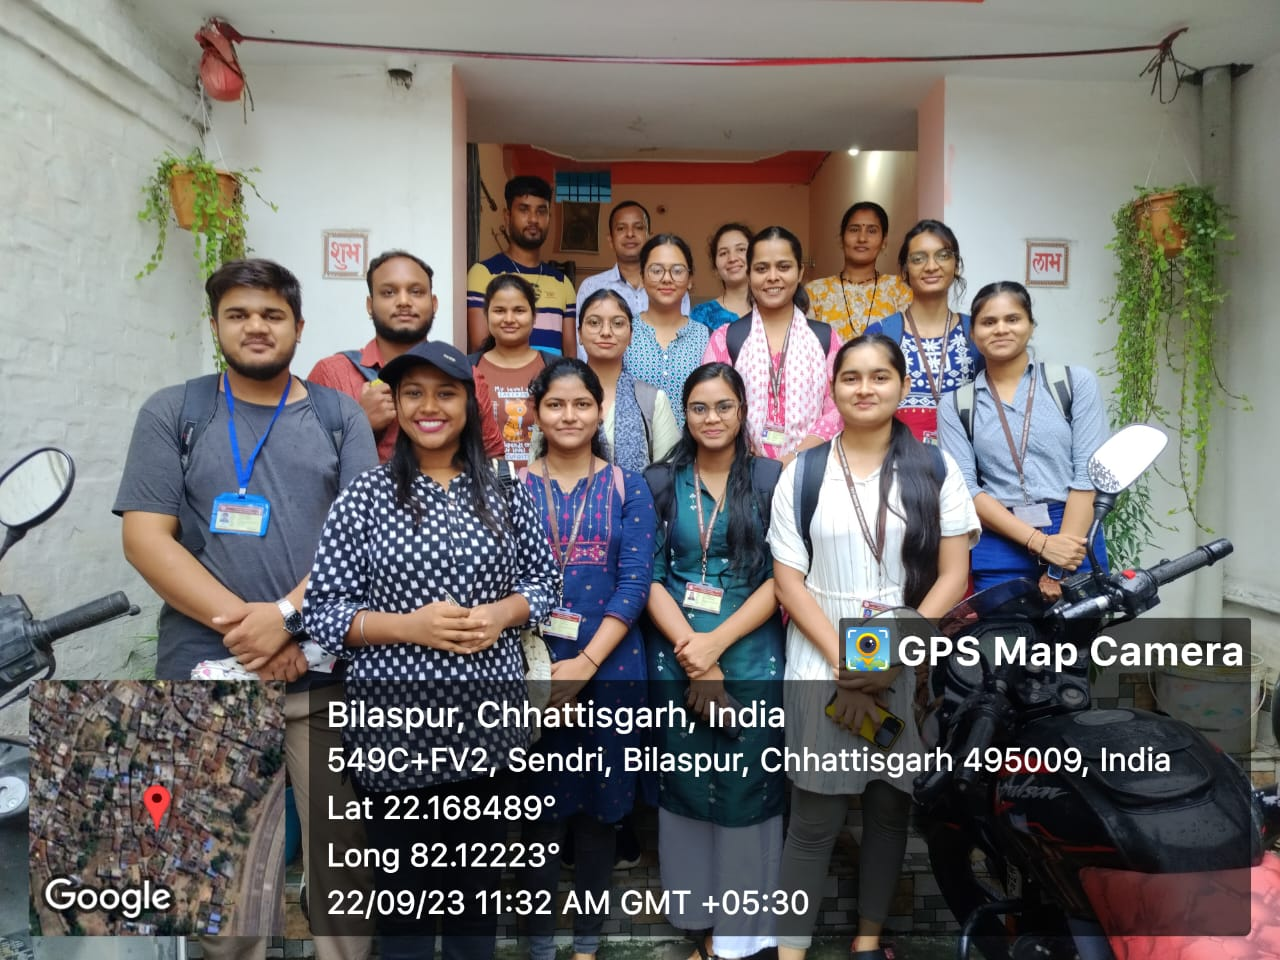 शुभ
लाभ
GPS Map Camera
Bilaspur, Chhattisgarh, India
549C+FV2, Sendri, Bilaspur, Chhattisgarh 495009, India
Lat 22.168489°
Long 82.12223°
22/09/23 11:32 AM GMT +05:30
Google